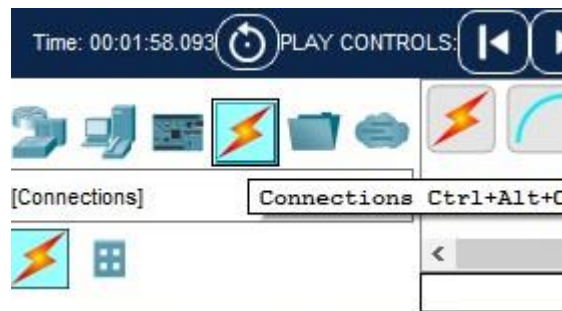 Time: 00:01:58.093 PLAY CONTROLS:
[Connections]
Connections Ctrl+Alt+